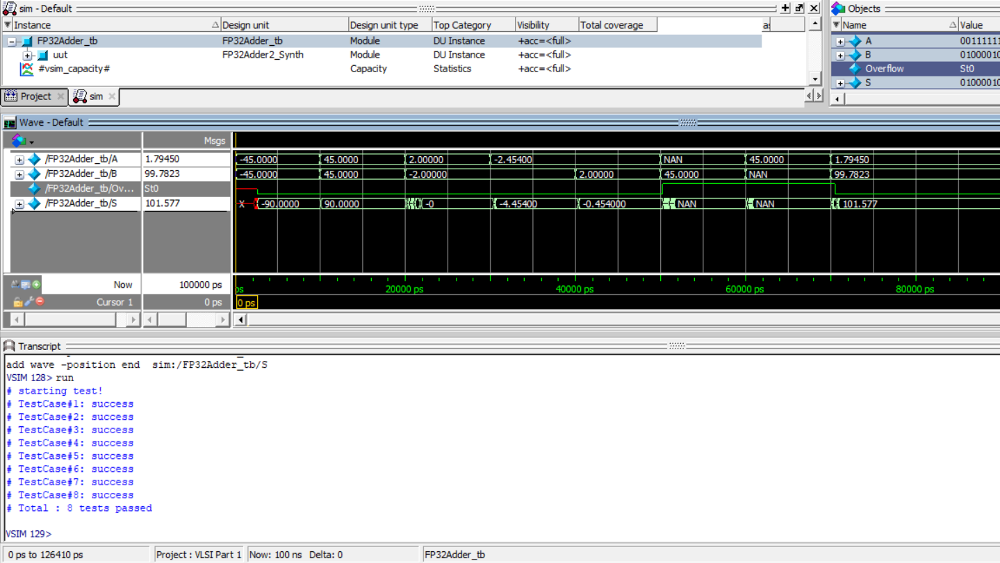 sim - Default
Instance Design unit Design unit type Top Category Visibility Total coverage
FP32Adder_tb FP32Adder_tb Module DU Instance +acc=<full>
uut FP32Adder2_Synth Module DU Instance +acc=<full>
#vsim_capacity# Capacity Statistics +acc=<full>
Project sim
Objects
Name Value
A 0011111
B 0100001
Overflow St0
S 0100001
Wave - Default
Msgs
/FP32Adder_tb/A 1.79450 -45.0000 45.0000 2.00000 -2.45400 NAN 45.0000 1.79450
/FP32Adder_tb/B 99.7823 -45.0000 45.0000 -2.00000 2.00000 45.0000 NAN 99.7823
/FP32Adder_tb/Ov... St0
/FP32Adder_tb/S 101.577 X -90.0000 90.0000 -0 -4.45400 -0.454000 NAN NAN 101.577
Now 100000 ps ps 20000 ps 40000 ps 60000 ps 80000 ps
Cursor 1 0 ps 0 ps
Transcript
add wave -position end sim:/FP32Adder_tb/S
VSIM 128> run
# starting test!
# TestCase#1: success
# TestCase#2: success
# TestCase#3: success
# TestCase#4: success
# TestCase#5: success
# TestCase#6: success
# TestCase#7: success
# TestCase#8: success
# Total : 8 tests passed
VSIM 129>
0 ps to 126410 ps Project : VLSI Part 1 Now: 100 ns Delta: 0 FP32Adder_tb